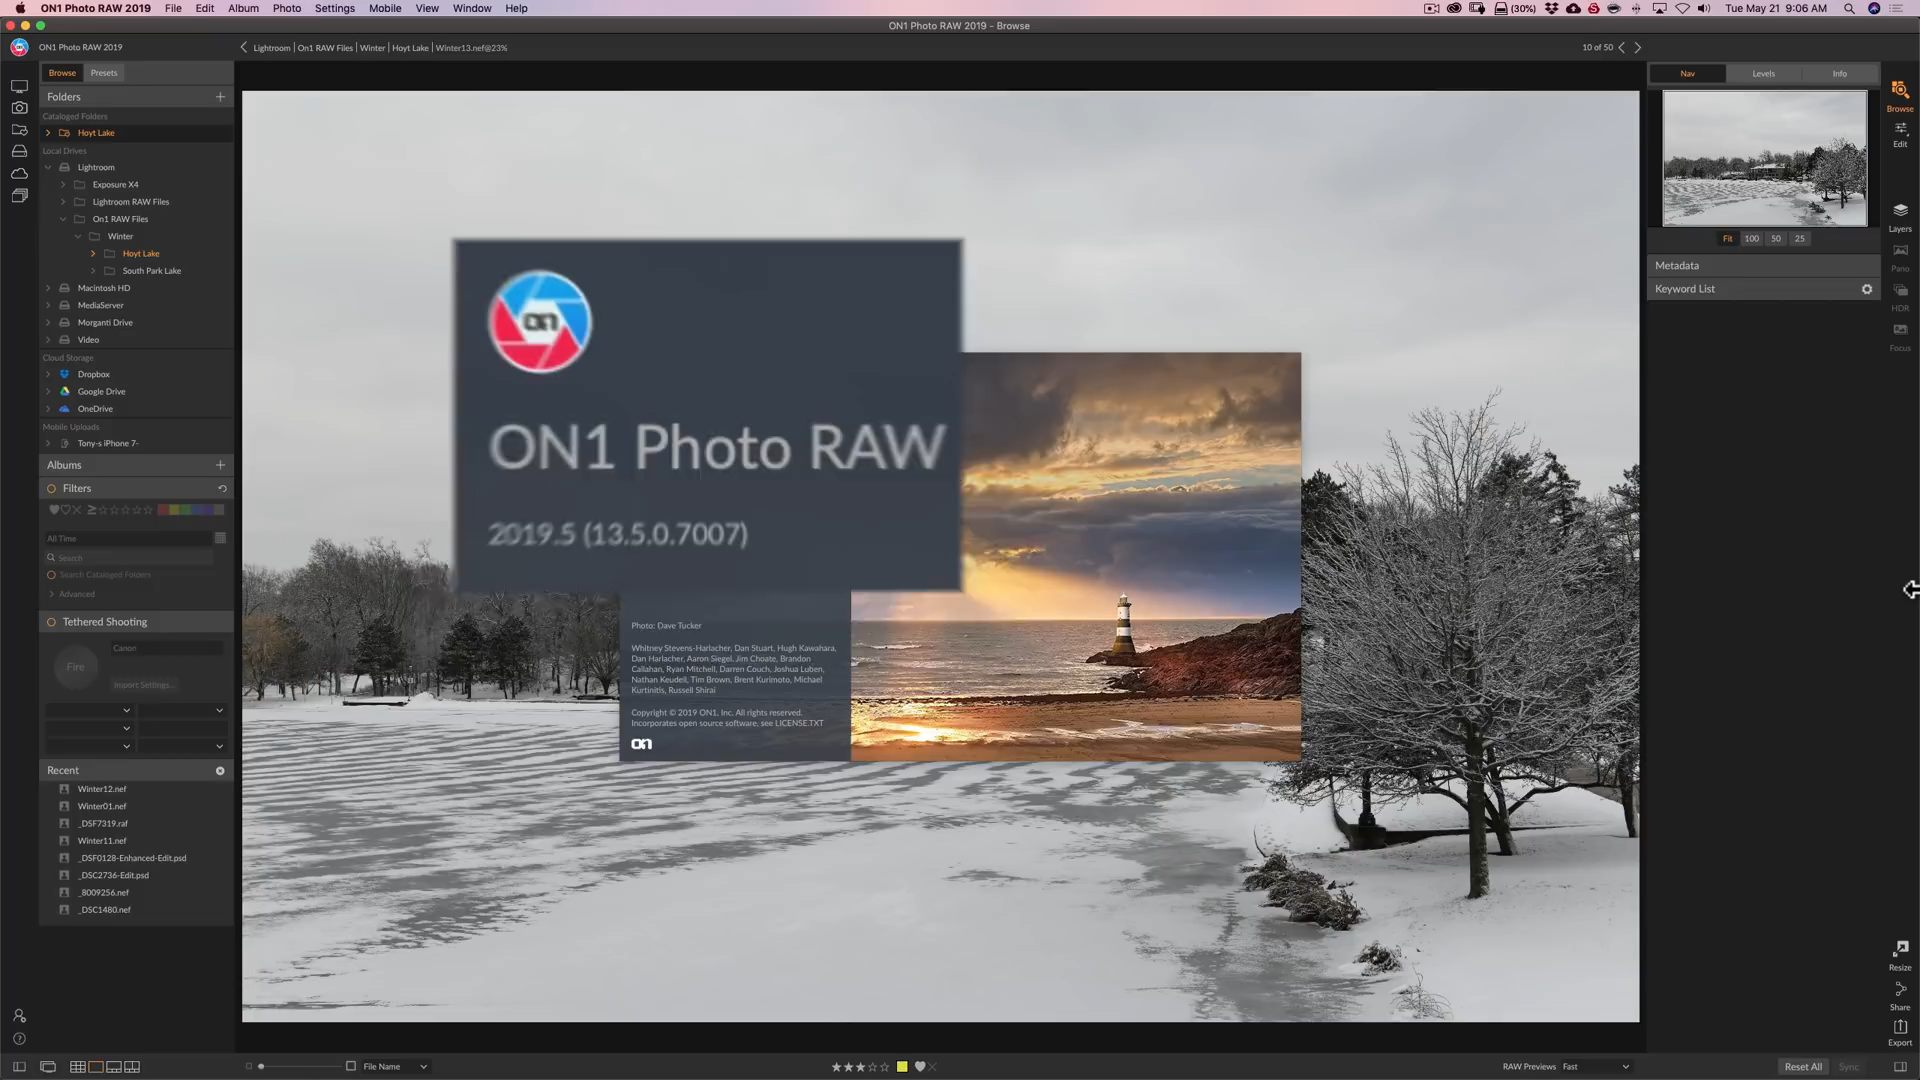 ON1 Photo RAW 2019 File Edit Album Photo Settings Mobile View Window Help
(30%) Tue May 21 9:06 AM
ON1 Photo RAW 2019 - Browse
ON1 Photo RAW 2019
Lightroom | On1 RAW Files | Winter | Hoyt Lake | Winter13.nef@23%
10 of 50
Browse Presets
Folders
Cataloged Folders
Hoyt Lake
Local Drives
Lightroom
Exposure X4
Lightroom RAW Files
On1 RAW Files
Winter
Hoyt Lake
South Park Lake
Macintosh HD
MediaServer
Morganti Drive
Video
Cloud Storage
Dropbox
Google Drive
OneDrive
Mobile Uploads
Tony-s iPhone 7-
Albums
Filters
All Time
Search
Search Cataloged Folders
Advanced
Tethered Shooting
Canon
Fire
Import Settings...
Recent
Winter12.nef
Winter01.nef
_DSF7319.raf
Winter11.nef
_DSF0128-Enhanced-Edit.psd
_DSC2736-Edit.psd
_8009256.nef
_DSC1480.nef
ON1
ON1 Photo RAW
2019.5 (13.5.0.7007)
Photo: Dave Tucker
Whitney Stevens-Harlacher, Dan Stuart, Hugh Kawahara,
Dan Harlacher, Aaron Siegel, Jim Choate, Brandon
Callahan, Ryan Mitchell, Darren Couch, Joshua Luben,
Nathan Keudell, Tim Brown, Brent Kurimoto, Michael
Kurtinitis, Russell Shirai
Copyright © 2019 ON1, Inc. All rights reserved.
Incorporates open source software, see LICENSE.TXT
ON1
Nav Levels Info
Fit 100 50 25
Metadata
Keyword List
Browse
Edit
Layers
Pano
HDR
Focus
Resize
Share
Export
File Name
RAW Previews Fast
Reset All Sync